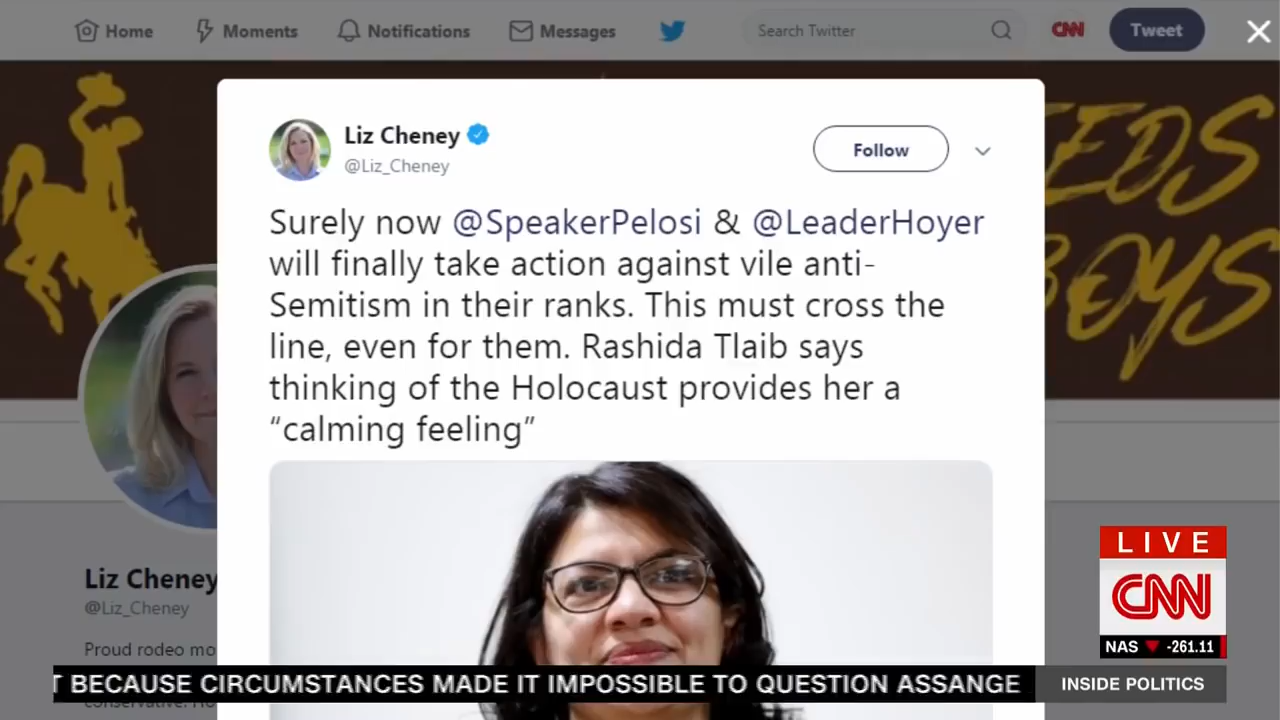 Home Moments Notifications Messages Search Twitter CNN Tweet
EDS
OYS
Liz Cheney
@Liz_Cheney
Follow
Surely now @SpeakerPelosi & @LeaderHoyer
will finally take action against vile anti-
Semitism in their ranks. This must cross the
line, even for them. Rashida Tlaib says
thinking of the Holocaust provides her a
“calming feeling”
Liz Cheney
@Liz_Cheney
Proud rodeo mo
LIVE
CNN
NAS -261.11
T BECAUSE CIRCUMSTANCES MADE IT IMPOSSIBLE TO QUESTION ASSANGE
INSIDE POLITICS